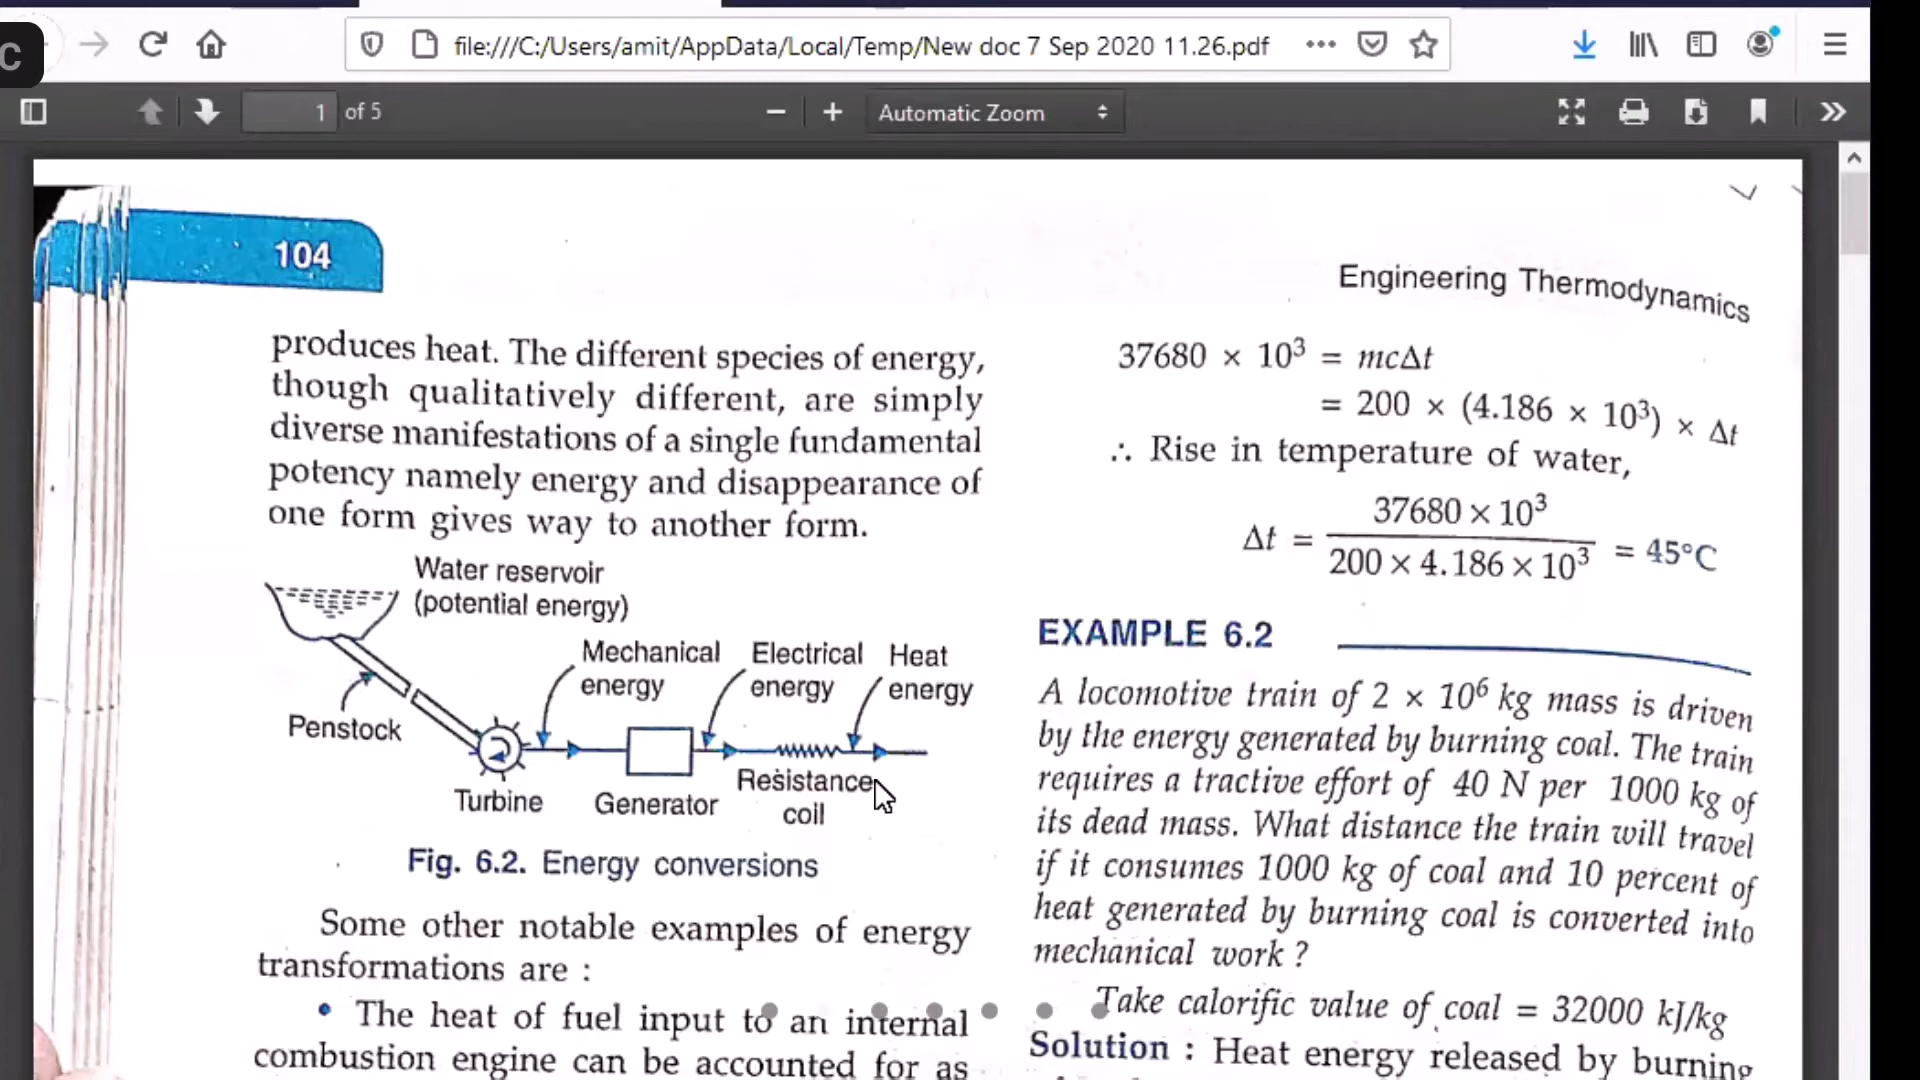 C
file:///C:/Users/amit/AppData/Local/Temp/New doc 7 Sep 2020 11.26.pdf
1 of 5
Automatic Zoom
104
Engineering Thermodynamics
produces heat. The different species of energy,
though qualitatively different, are simply
diverse manifestations of a single fundamental
potency namely energy and disappearance of
one form gives way to another form.
Water reservoir
(potential energy)
Mechanical
energy
Electrical
energy
Heat
energy
Penstock
Turbine
Generator
Resistance
coil
Fig. 6.2. Energy conversions
Some other notable examples of energy
transformations are :
• The heat of fuel input to an internal
combustion engine can be accounted for as
37680 × 10³ = mcΔt
= 200 × (4.186 × 10³) × Δt
∴ Rise in temperature of water,
Δt = 37680 × 10³ / 200 × 4.186 × 10³ = 45°C
EXAMPLE 6.2
A locomotive train of 2 × 10⁶ kg mass is driven
by the energy generated by burning coal. The train
requires a tractive effort of 40 N per 1000 kg of
its dead mass. What distance the train will travel
if it consumes 1000 kg of coal and 10 percent of
heat generated by burning coal is converted into
mechanical work ?
Take calorific value of coal = 32000 kJ/kg
Solution : Heat energy released by burning